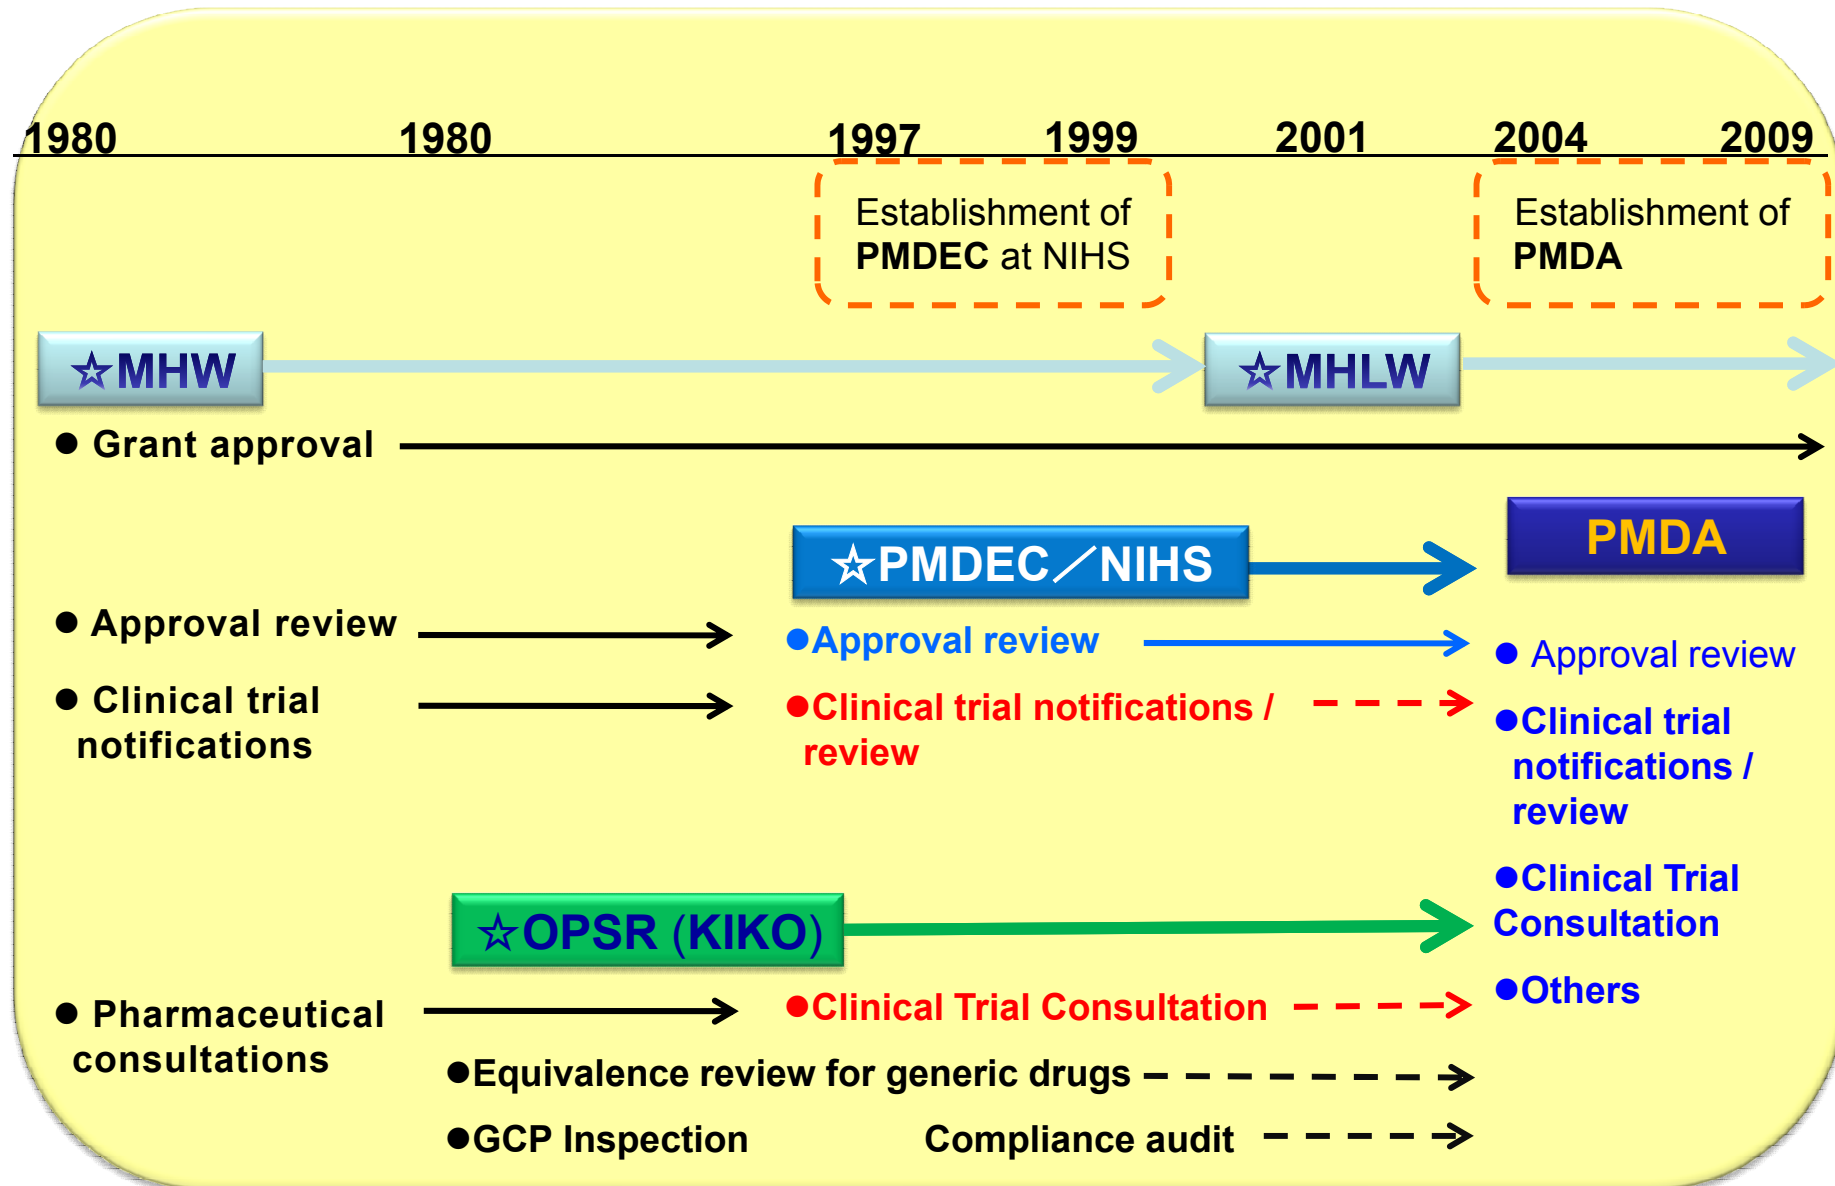 1980 1980 1997 1999 2001 2004 2009
Establishment of
PMDEC at NIHS
Establishment of
PMDA
☆MHW
☆MHLW
● Grant approval
PMDA
☆PMDEC／NIHS
● Approval review
●Approval review
● Approval review
● Clinical trial
notifications
●Clinical trial notifications /
review
●Clinical trial
notifications /
review
●Clinical Trial
Consultation
☆OPSR (KIKO)
●Others
● Pharmaceutical
consultations
●Clinical Trial Consultation
●Equivalence review for generic drugs
●GCP Inspection Compliance audit